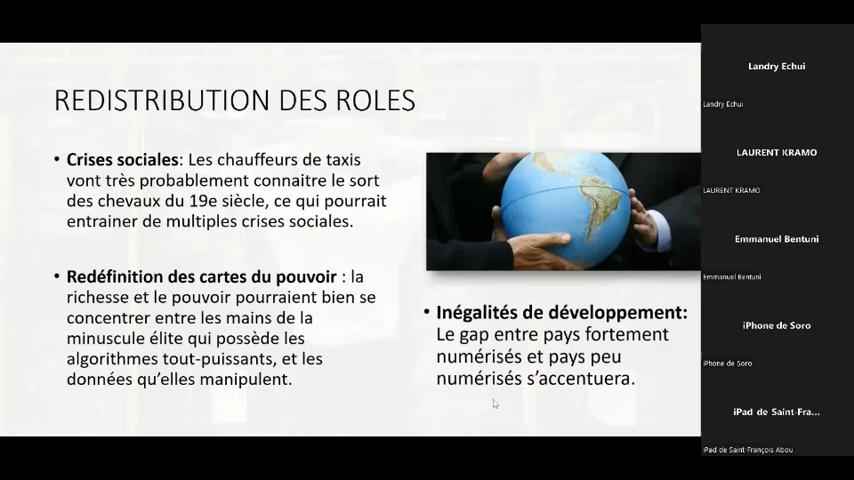 REDISTRIBUTION DES ROLES
• Crises sociales: Les chauffeurs de taxis
vont très probablement connaitre le sort
des chevaux du 19e siècle, ce qui pourrait
entrainer de multiples crises sociales.
• Redéfinition des cartes du pouvoir : la
richesse et le pouvoir pourraient bien se
concentrer entre les mains de la
minuscule élite qui possède les
algorithmes tout-puissants, et les
données qu'elles manipulent.
• Inégalités de développement:
Le gap entre pays fortement
numérisés et pays peu
numérisés s'accentuera.
Landry Echui
Landry Echui
LAURENT KRAMO
LAURENT KRAMO
Emmanuel Bentuni
Emmanuel Bentuni
iPhone de Soro
iPhone de Soro
iPad de Saint-Fra...
iPad de Saint-François Abou